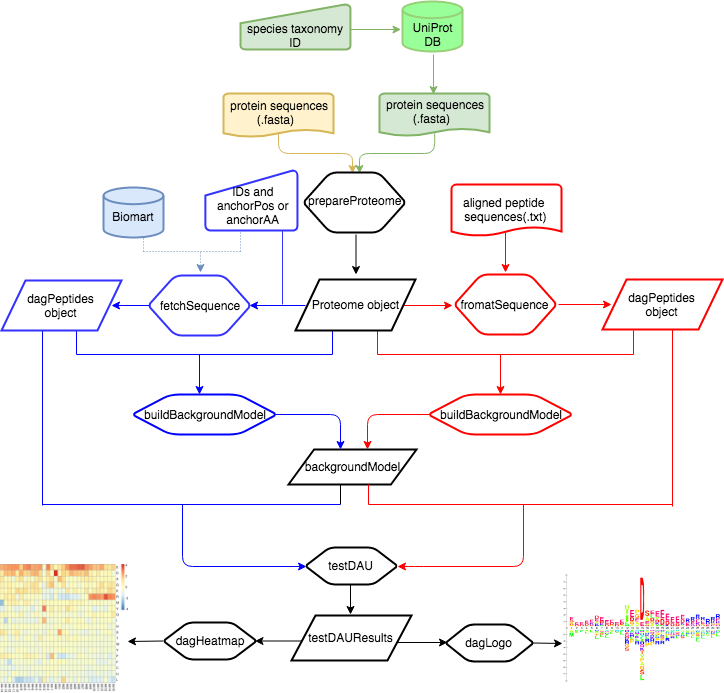 species taxonomy
ID
UniProt
DB
protein sequences
(.fasta)
protein sequences
(.fasta)
Biomart
IDs and
anchorPos or
anchorAA
prepareProteome
aligned peptide
sequences(.txt)
dagPeptides
object
fetchSequence
Proteome object
fromatSequence
dagPeptides
object
buildBackgroundModel
buildBackgroundModel
backgroundModel
testDAU
dagHeatmap
testDAUResults
dagLogo